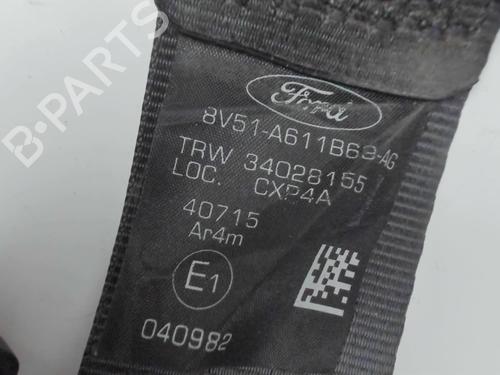 B-PARTS
Ford
8V51-A611B69-AG
TRW 34028155
LOC. CXP4A
40715
Ar4m
E1
040982